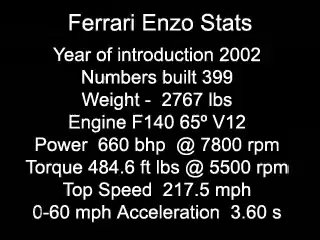 Ferrari Enzo Stats
Year of introduction 2002
Numbers built 399
Weight - 2767 lbs
Engine F140 65º V12
Power 660 bhp @ 7800 rpm
Torque 484.6 ft lbs @ 5500 rpm
Top Speed 217.5 mph
0-60 mph Acceleration 3.60 s